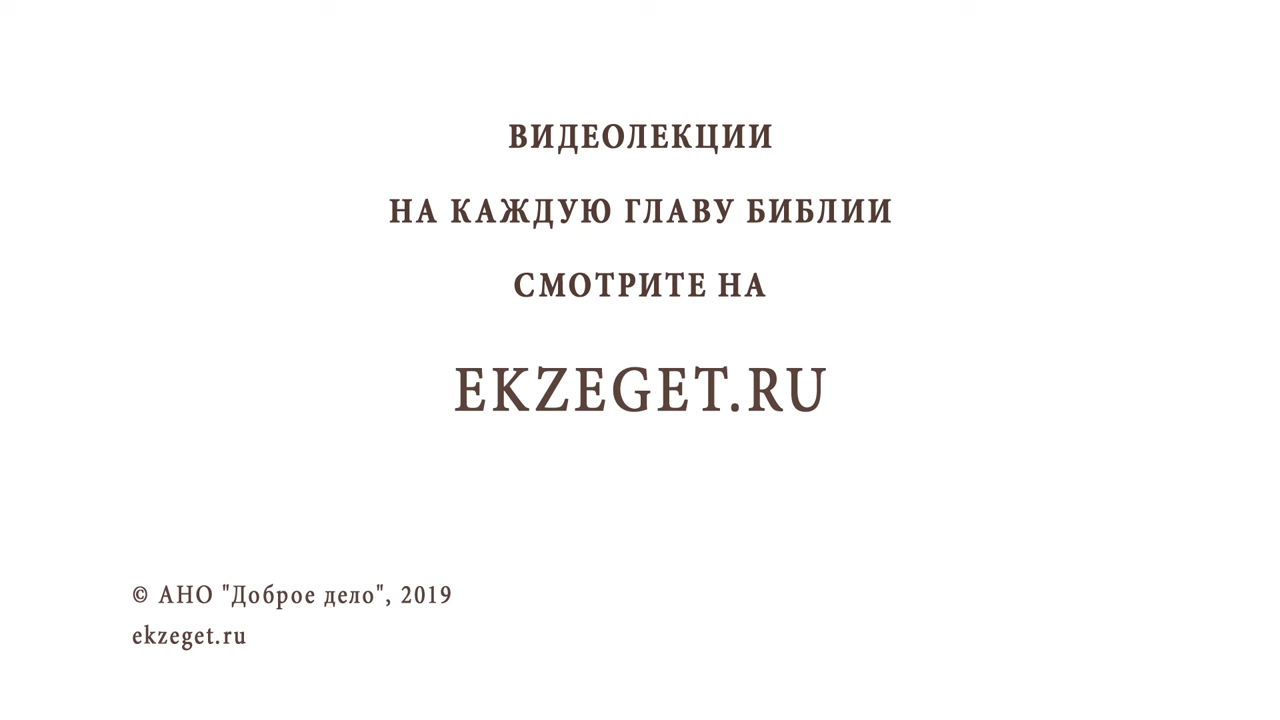 ВИДЕОЛЕКЦИИ
НА КАЖДУЮ ГЛАВУ БИБЛИИ
СМОТРИТЕ НА
EKZEGET.RU
© АНО "Доброе дело", 2019
ekzeget.ru